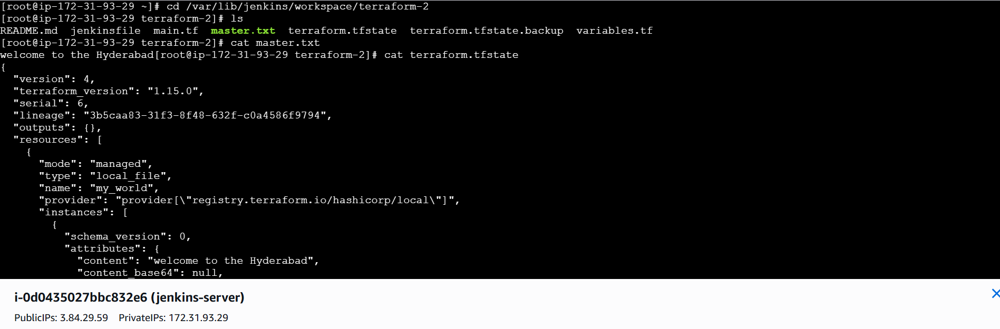 [root@ip-172-31-93-29 ~]# cd /var/lib/jenkins/workspace/terraform-2
[root@ip-172-31-93-29 terraform-2]# ls
README.md  jenkinsfile  main.tf  master.txt  terraform.tfstate  terraform.tfstate.backup  variables.tf
[root@ip-172-31-93-29 terraform-2]# cat master.txt
welcome to the Hyderabad[root@ip-172-31-93-29 terraform-2]# cat terraform.tfstate
{
  "version": 4,
  "terraform_version": "1.15.0",
  "serial": 6,
  "lineage": "3b5caa83-31f3-8f48-632f-c0a4586f9794",
  "outputs": {},
  "resources": [
    {
      "mode": "managed",
      "type": "local_file",
      "name": "my_world",
      "provider": "provider[\"registry.terraform.io/hashicorp/local\"]",
      "instances": [
        {
          "schema_version": 0,
          "attributes": {
            "content": "welcome to the Hyderabad",
            "content_base64": null,
i-0d0435027bbc832e6 (jenkins-server)
PublicIPs: 3.84.29.59    PrivateIPs: 172.31.93.29